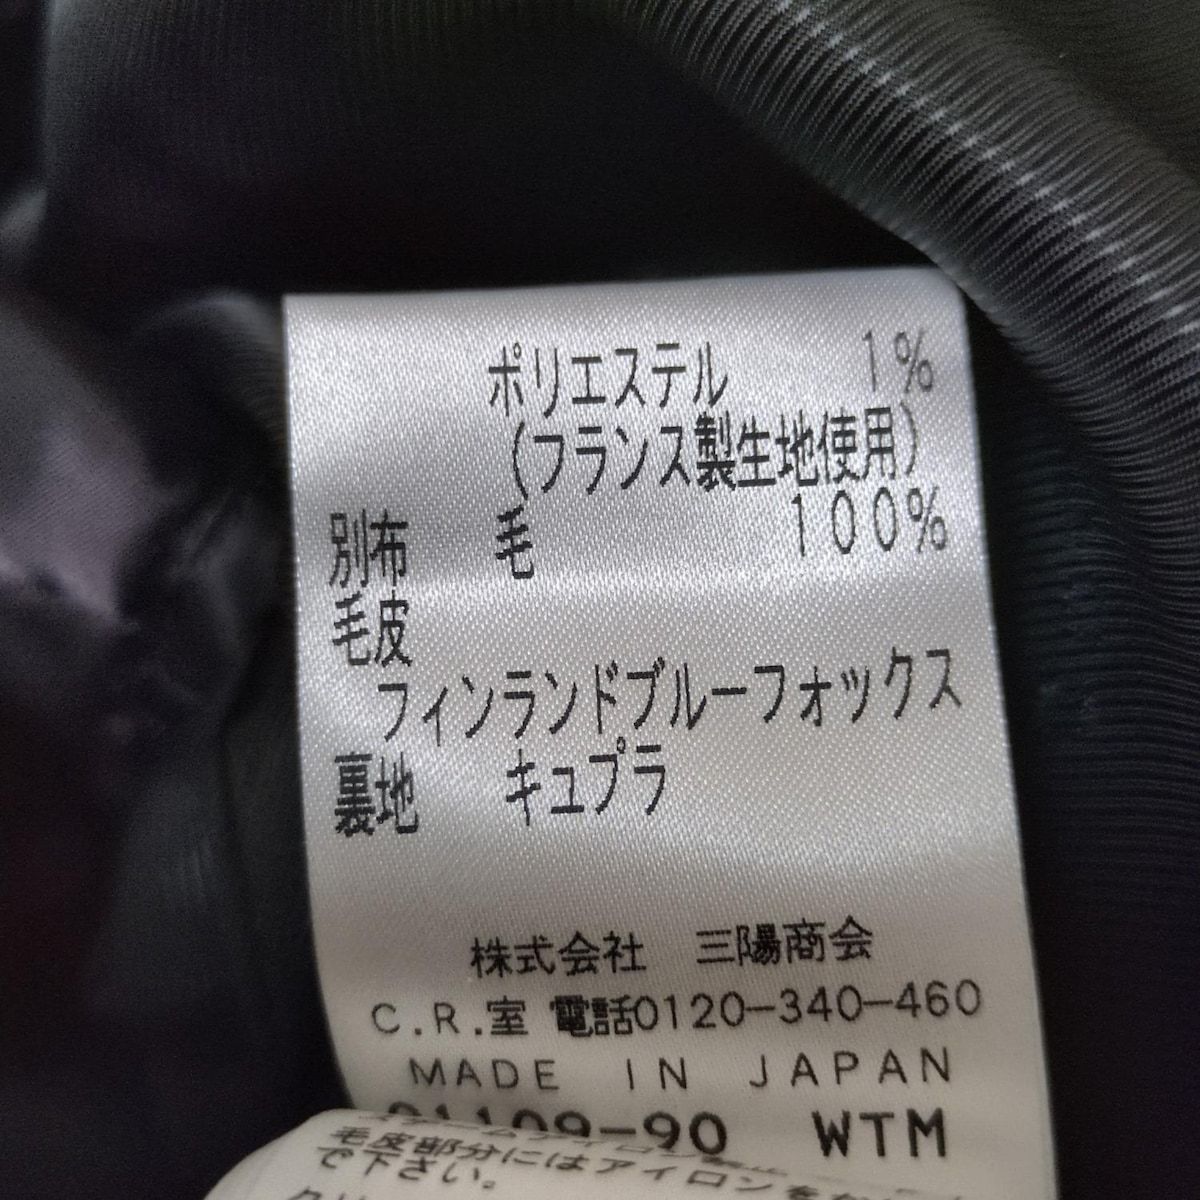 ポリエステル 1%
(フランス製生地使用)
別布 毛 100%
毛皮
フィンランドブルーフォックス
裏地 キュプラ
株式会社 三陽商会
C.R.室 電話0120-340-460
MADE IN JAPAN
-90 WTM
毛皮部分にはアイロンを
で下さい。